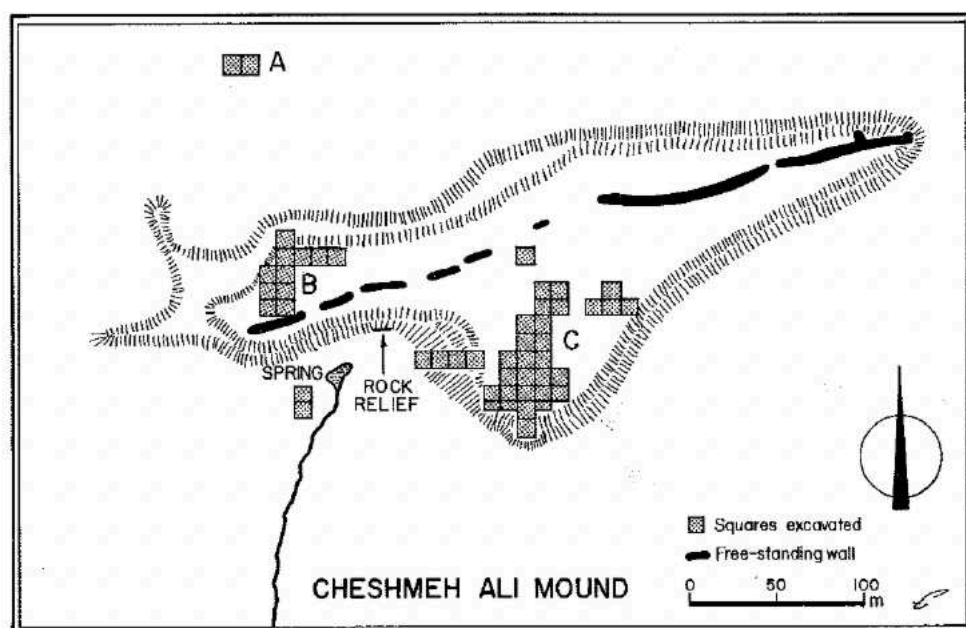 A
B
C
SPRING
ROCK
RELIEF
Squares excavated
Free-standing wall
CHESHMEH ALI MOUND
0 50 100
m